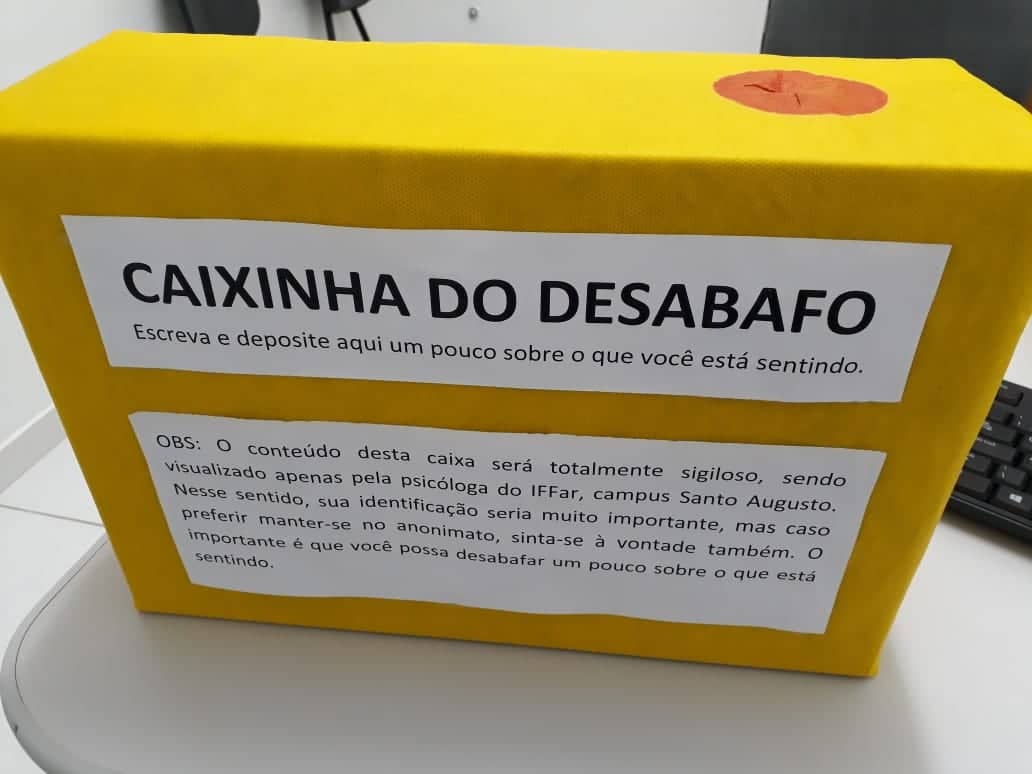 CAIXINHA DO DESABAFO
Escreva e deposite aqui um pouco sobre o que você está sentindo.
OBS: O conteúdo desta caixa será totalmente sigiloso, sendo
visualizado apenas pela psicóloga do IFFar, campus Santo Augusto.
Nesse sentido, sua identificação seria muito importante, mas caso
preferir manter-se no anonimato, sinta-se à vontade também. O
importante é que você possa desabafar um pouco sobre o que está
sentindo.